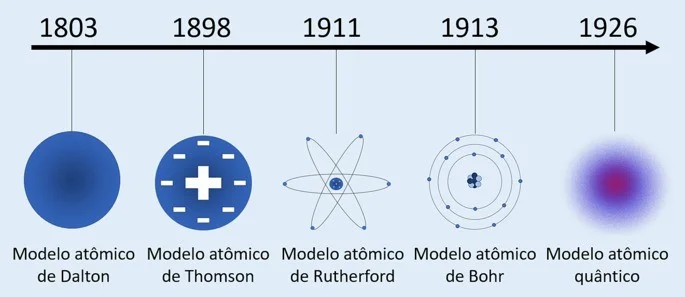 1803 1898 1911 1913 1926
Modelo atômico
de Dalton
Modelo atômico
de Thomson
Modelo atômico
de Rutherford
Modelo atômico
de Bohr
Modelo atômico
quântico